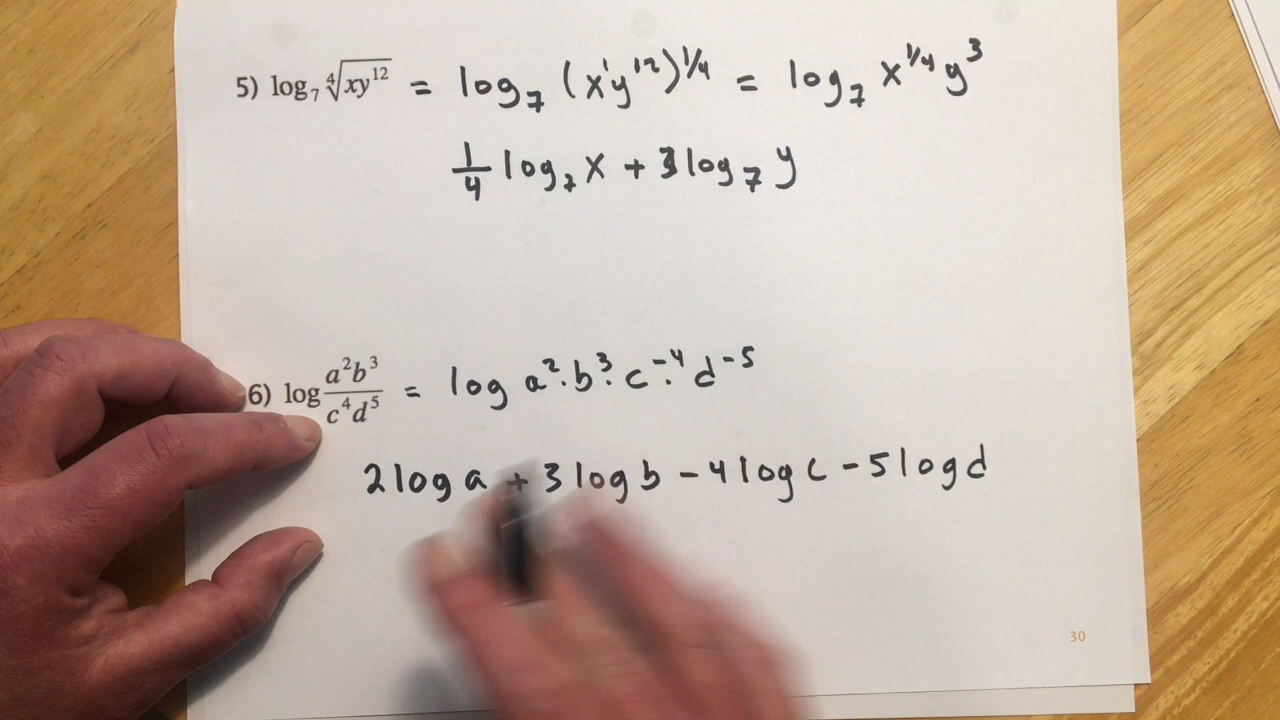 5) log₇ ∜(xy¹²) = log₇ (x¹y¹²)^1/4 = log₇ x^1/4 y³
1/4 log₇ x + 3 log₇ y
6) log a²b³/c⁴d⁵ = log a²·b³·c⁻⁴·d⁻⁵
2 log a + 3 log b − 4 log c − 5 log d
30